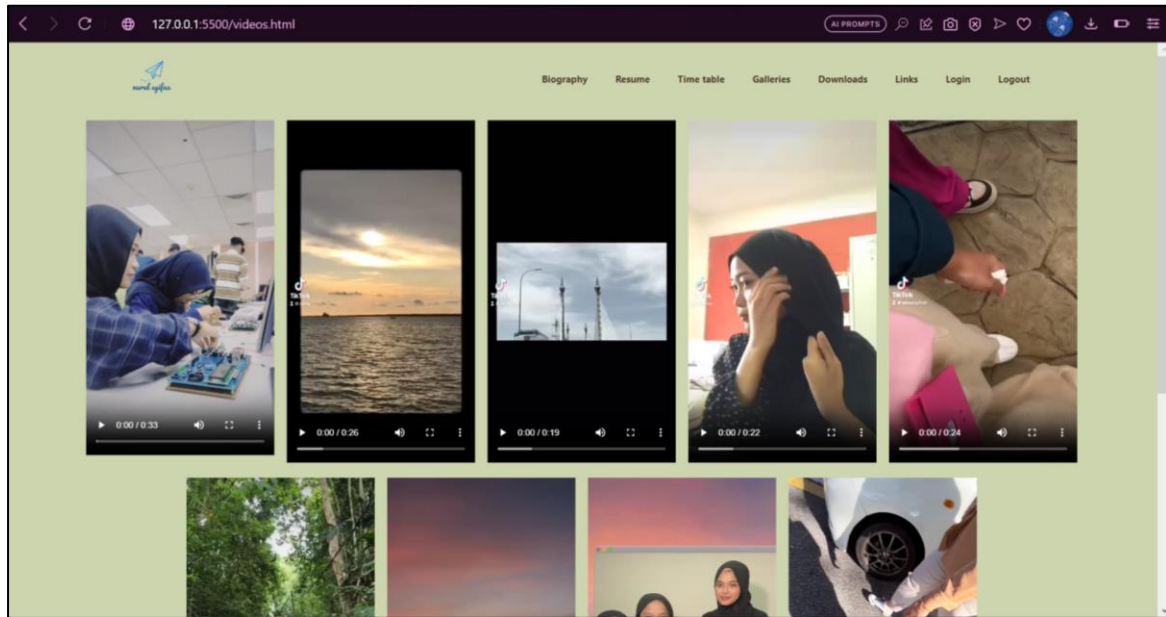 127.0.0.1:5500/videos.html
AI PROMPTS
Biography Resume Time table Galleries Downloads Links Login Logout
0:00 / 0:33
0:00 / 0:26
0:00 / 0:19
0:00 / 0:22
0:00 / 0:24
TikTok
TikTok